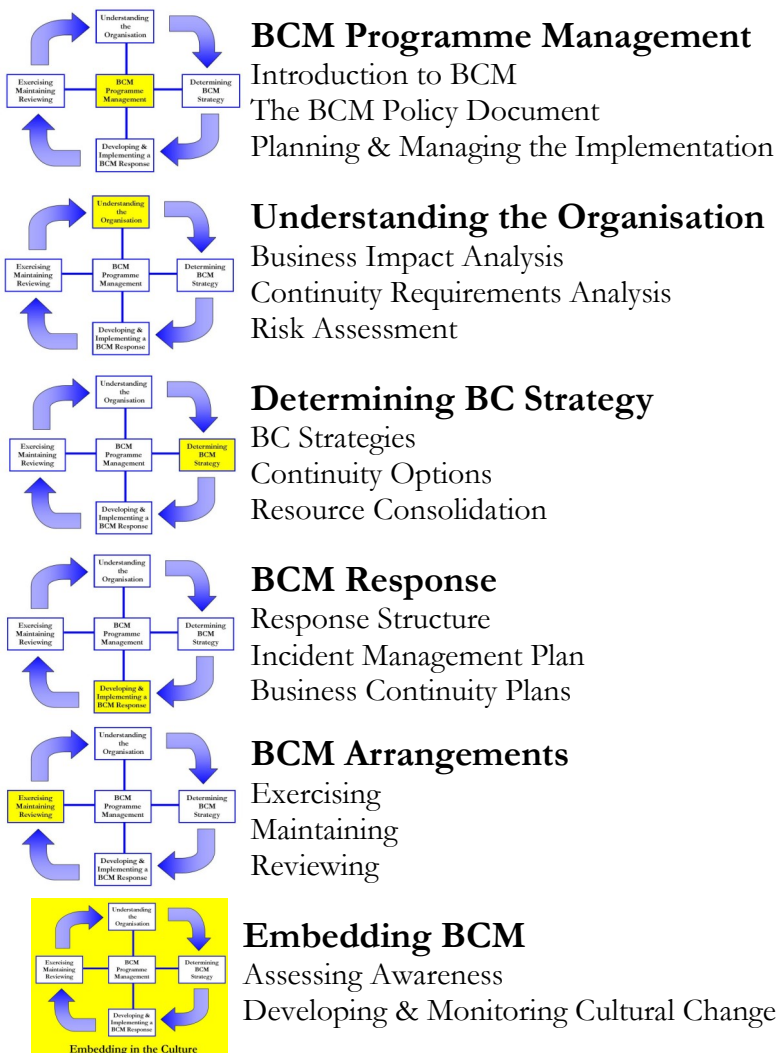 Understanding
the
Organisation
Exercising
Maintaining
Reviewing
BCM
Programme
Management
Determining
BCM
Strategy
Developing &
Implementing a
BCM Response
BCM Programme Management
Introduction to BCM
The BCM Policy Document
Planning & Managing the Implementation
Understanding
the
Organisation
Exercising
Maintaining
Reviewing
BCM
Programme
Management
Determining
BCM
Strategy
Developing &
Implementing a
BCM Response
Understanding the Organisation
Business Impact Analysis
Continuity Requirements Analysis
Risk Assessment
Understanding
the
Organisation
Exercising
Maintaining
Reviewing
BCM
Programme
Management
Determining
BCM
Strategy
Developing &
Implementing a
BCM Response
Determining BC Strategy
BC Strategies
Continuity Options
Resource Consolidation
Understanding
the
Organisation
Exercising
Maintaining
Reviewing
BCM
Programme
Management
Determining
BCM
Strategy
Developing &
Implementing a
BCM Response
BCM Response
Response Structure
Incident Management Plan
Business Continuity Plans
Understanding
the
Organisation
Exercising
Maintaining
Reviewing
BCM
Programme
Management
Determining
BCM
Strategy
Developing &
Implementing a
BCM Response
BCM Arrangements
Exercising
Maintaining
Reviewing
Understanding
the
Organisation
Exercising
Maintaining
Reviewing
BCM
Programme
Management
Determining
BCM
Strategy
Developing &
Implementing a
BCM Response
Embedding in the Culture
Embedding BCM
Assessing Awareness
Developing & Monitoring Cultural Change